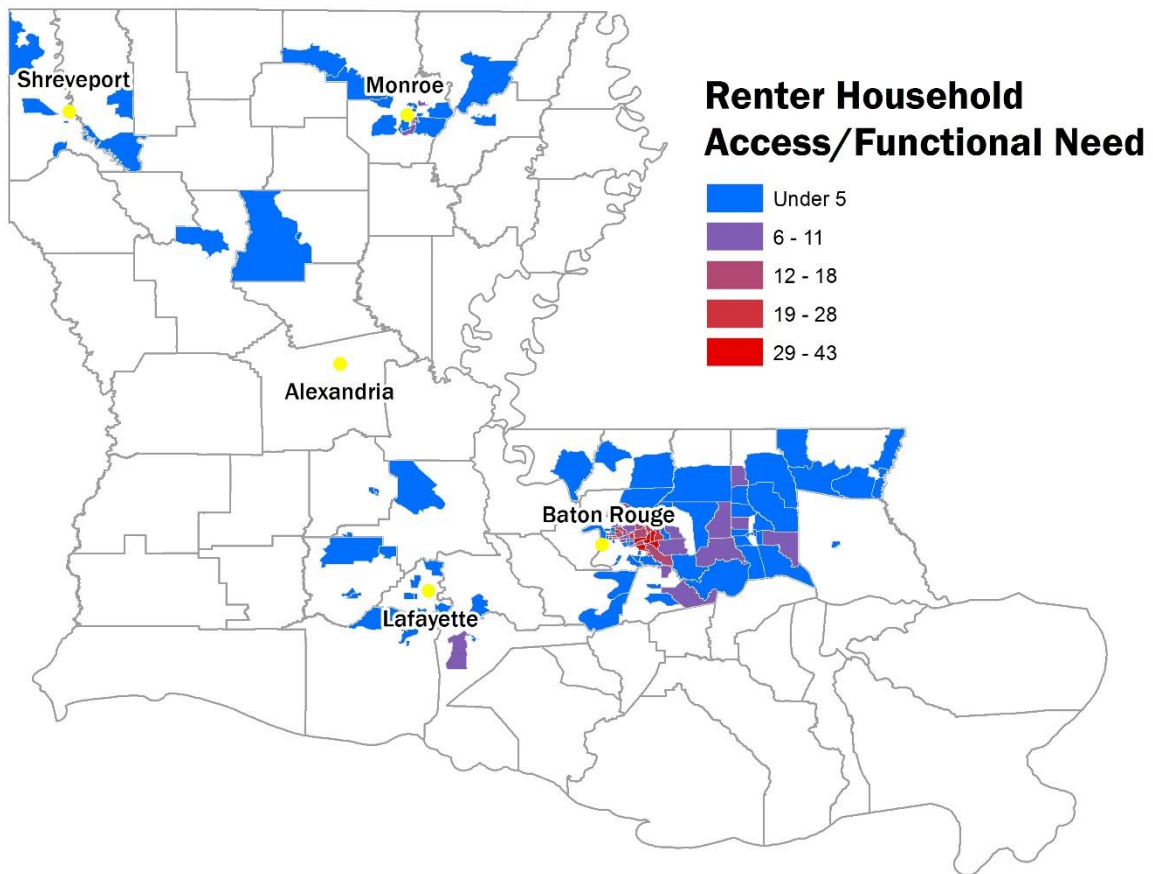 Shreveport
Monroe
Renter Household
Access/Functional Need
Under 5
6 - 11
12 - 18
19 - 28
29 - 43
Alexandria
Baton Rouge
Lafayette